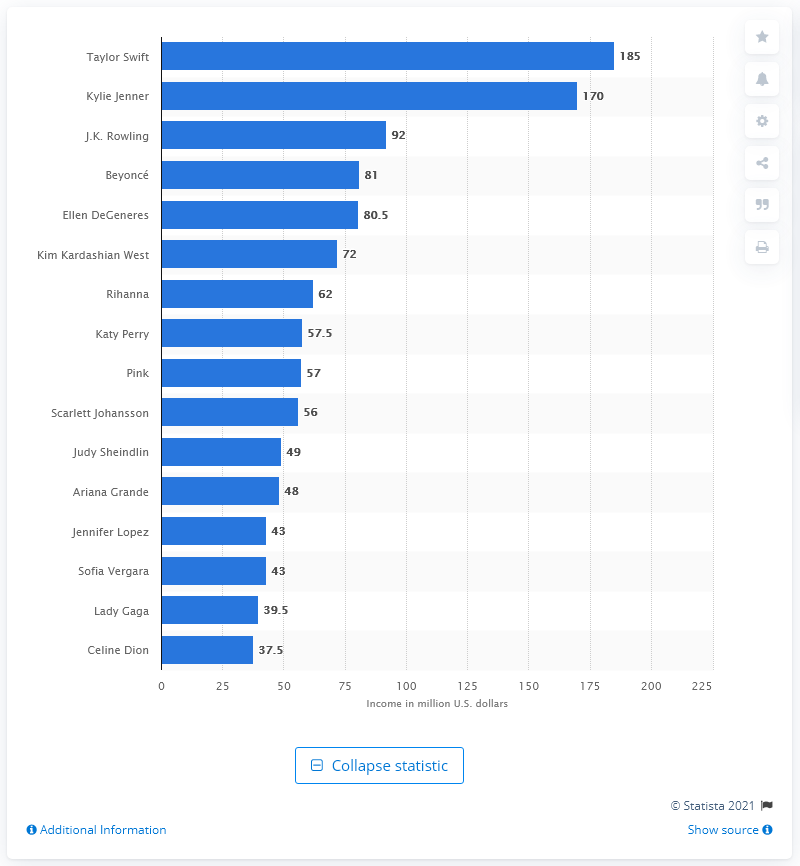 Taylor Swift 185
Kylie Jenner 170
J.K. Rowling 92
Beyoncé 81
Ellen DeGeneres 80.5
Kim Kardashian West 72
Rihanna 62
Katy Perry 57.5
Pink 57
Scarlett Johansson 56
Judy Sheindlin 49
Ariana Grande 48
Jennifer Lopez 43
Sofia Vergara 43
Lady Gaga 39.5
Celine Dion 37.5
0 25 50 75 100 125 150 175 200 225
Income in million U.S. dollars
Collapse statistic
© Statista 2021
Additional Information Show source